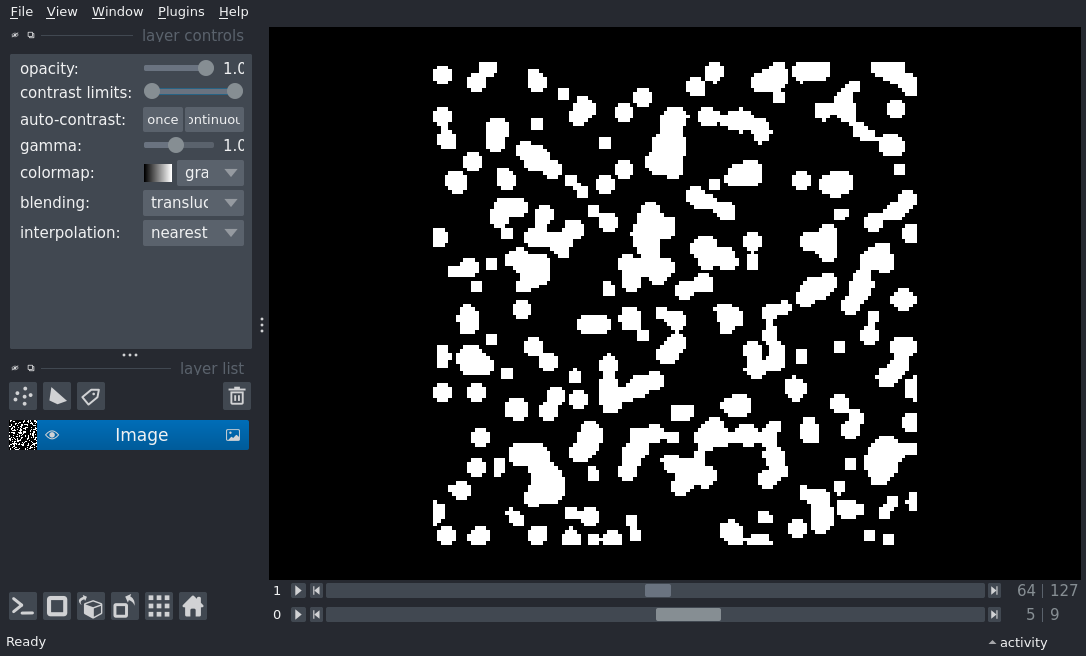 File View Window Plugins Help
layer controls
opacity: 1.0
contrast limits:
auto-contrast: once ontinuou
gamma: 1.0
colormap: gra
blending: transluc
interpolation: nearest
layer list
Image
1 64 | 127
0 5 | 9
Ready activity